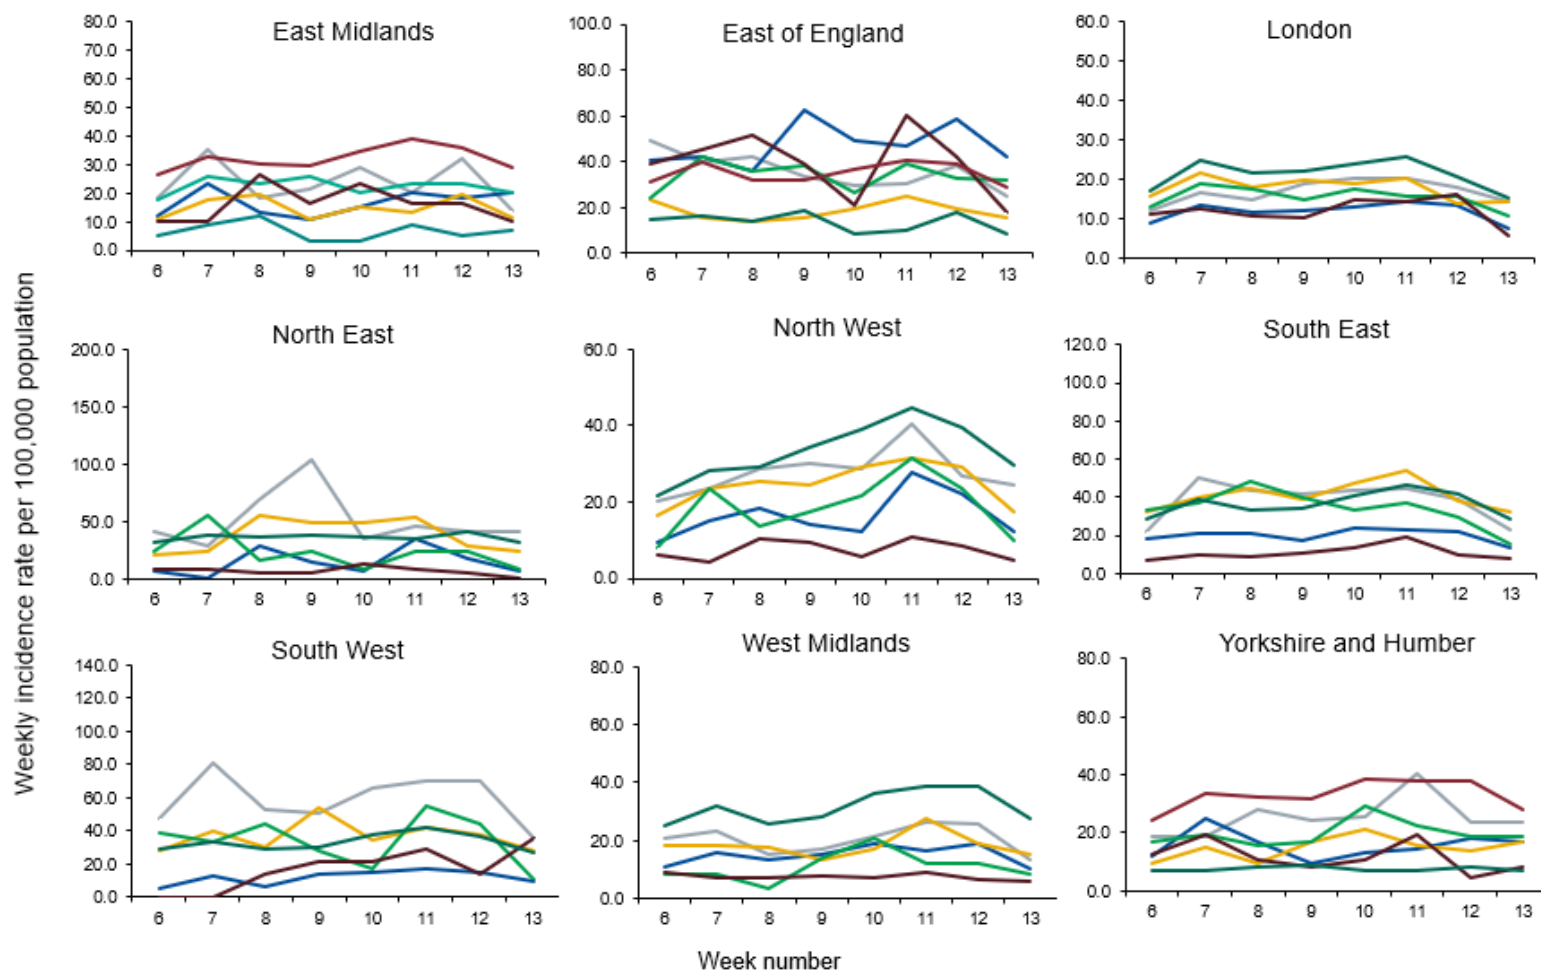 Weekly incidence rate per 100,000 population
East Midlands
80.0
70.0
60.0
50.0
40.0
30.0
20.0
10.0
0.0
6 7 8 9 10 11 12 13
East of England
100.0
80.0
60.0
40.0
20.0
0.0
6 7 8 9 10 11 12 13
London
60.0
50.0
40.0
30.0
20.0
10.0
0.0
6 7 8 9 10 11 12 13
North East
200.0
150.0
100.0
50.0
0.0
6 7 8 9 10 11 12 13
North West
60.0
40.0
20.0
0.0
6 7 8 9 10 11 12 13
South East
120.0
100.0
80.0
60.0
40.0
20.0
0.0
6 7 8 9 10 11 12 13
South West
140.0
120.0
100.0
80.0
60.0
40.0
20.0
0.0
6 7 8 9 10 11 12 13
West Midlands
80.0
60.0
40.0
20.0
0.0
6 7 8 9 10 11 12 13
Yorkshire and Humber
80.0
60.0
40.0
20.0
0.0
6 7 8 9 10 11 12 13
Week number